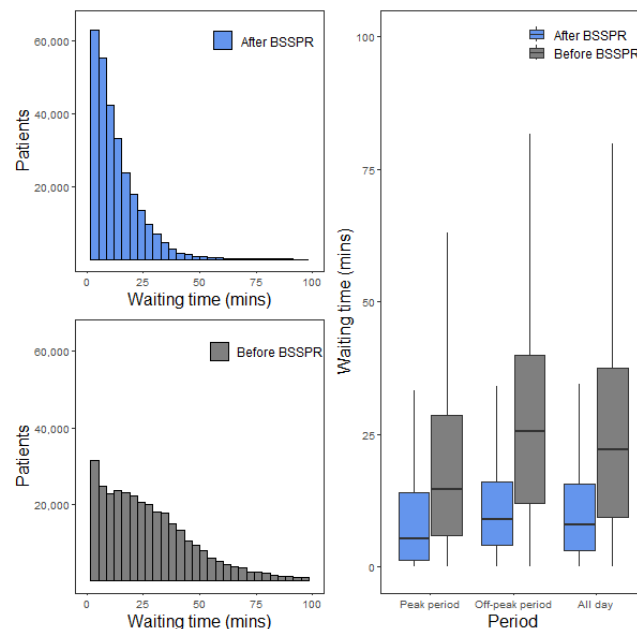 After BSSPR
60,000
40,000
20,000
Patients
0 25 50 75 100
Waiting time (mins)
Before BSSPR
60,000
40,000
20,000
Patients
0 25 50 75 100
Waiting time (mins)
After BSSPR
Before BSSPR
100
75
50
25
0
Waiting time (mins)
Peak period Off-peak period All day
Period